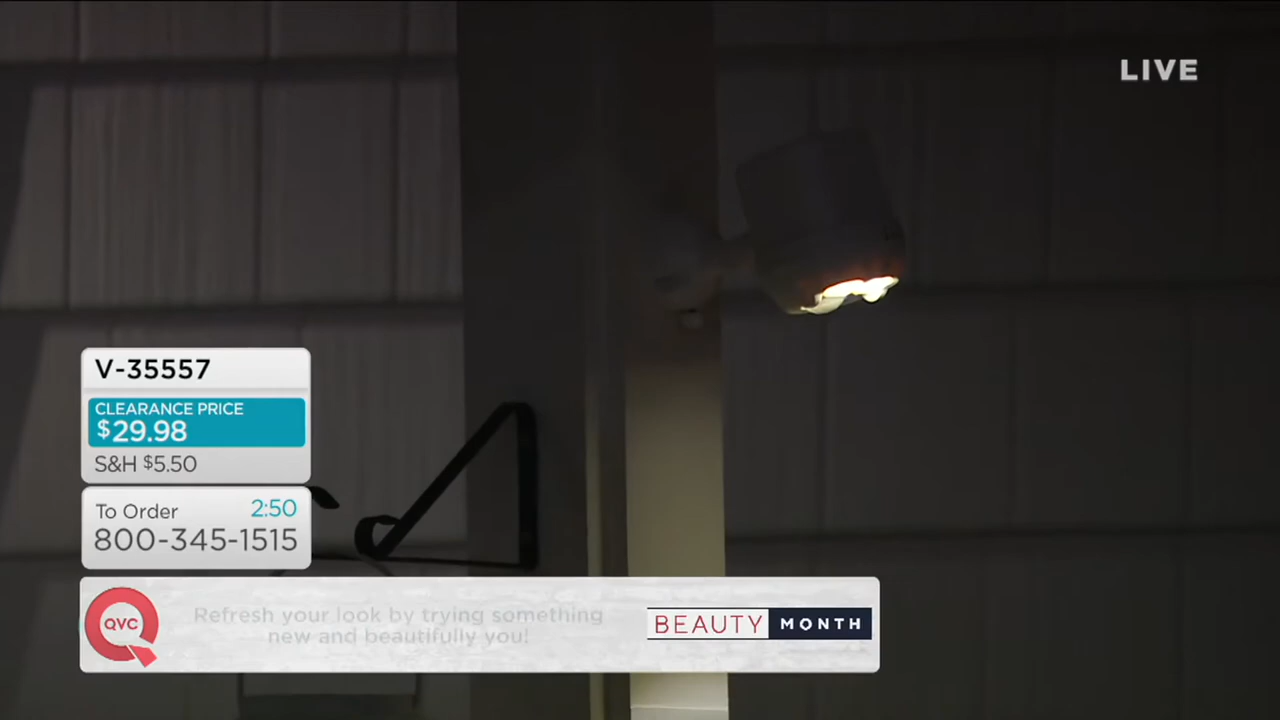 LIVE
V-35557
CLEARANCE PRICE
$29.98
S&H $5.50
To Order 2:50
800-345-1515
QVC
Refresh your look by trying something
new and beautifully you!
BEAUTY MONTH